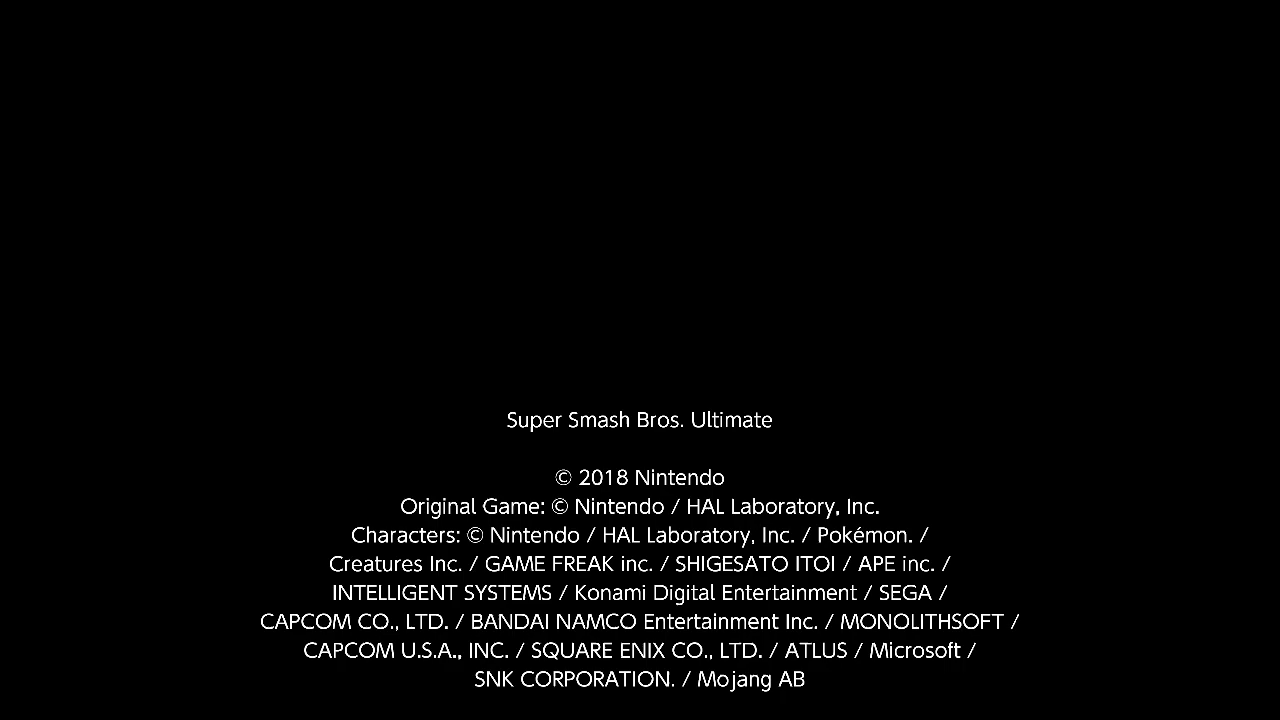 Super Smash Bros. Ultimate
© 2018 Nintendo
Original Game: © Nintendo / HAL Laboratory, Inc.
Characters: © Nintendo / HAL Laboratory, Inc. / Pokémon. /
Creatures Inc. / GAME FREAK inc. / SHIGESATO ITOI / APE inc. /
INTELLIGENT SYSTEMS / Konami Digital Entertainment / SEGA /
CAPCOM CO., LTD. / BANDAI NAMCO Entertainment Inc. / MONOLITHSOFT /
CAPCOM U.S.A., INC. / SQUARE ENIX CO., LTD. / ATLUS / Microsoft /
SNK CORPORATION. / Mojang AB